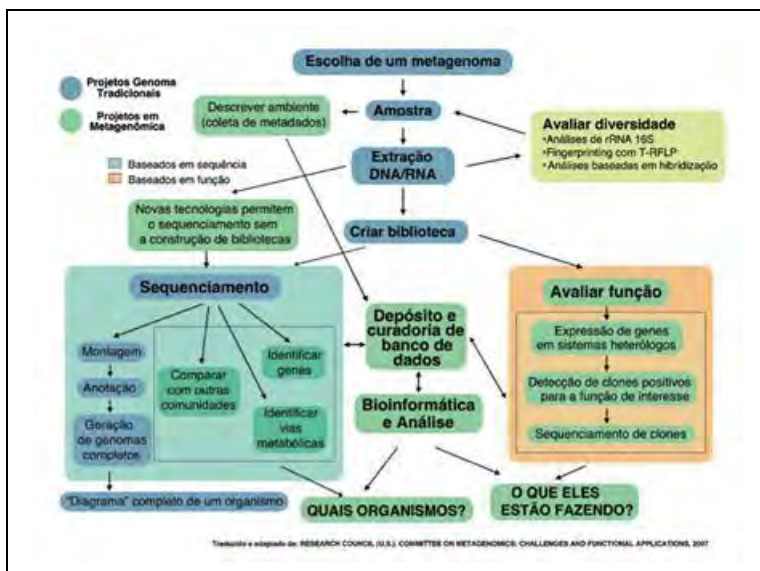 Escolha de um metagenoma
Projetos Genoma
Tradicionais
Projetos em
Metagenômica
Descrever ambiente
(coleta de metadados)
Amostra
Avaliar diversidade
•Análises de rRNA 16S
•Fingerprinting com T-RFLP
•Análises baseadas em hibridização
Extração
DNA/RNA
Baseados em sequência
Baseados em função
Novas tecnologias permitem
o sequenciamento sem
a construção de bibliotecas
Criar biblioteca
Sequenciamento
Montagem
Anotação
Geração
de genomas
completos
Comparar
com outras
comunidades
Identificar
genes
Identificar
vias
metabólicas
Depósito e
curadoria de
banco de
dados
Bioinformática
e Análise
Avaliar função
Expressão de genes
em sistemas heterólogos
Detecção de clones positivos
para a função de interesse
Sequenciamento de clones
"Diagrama" completo de um organismo
QUAIS ORGANISMOS?
O QUE ELES
ESTÃO FAZENDO?
Traduzido e adaptado de: RESEARCH COUNCIL (U.S.). COMMITTEE ON METAGENOMICS: CHALLENGES AND FUNCTIONAL APPLICATIONS, 2007